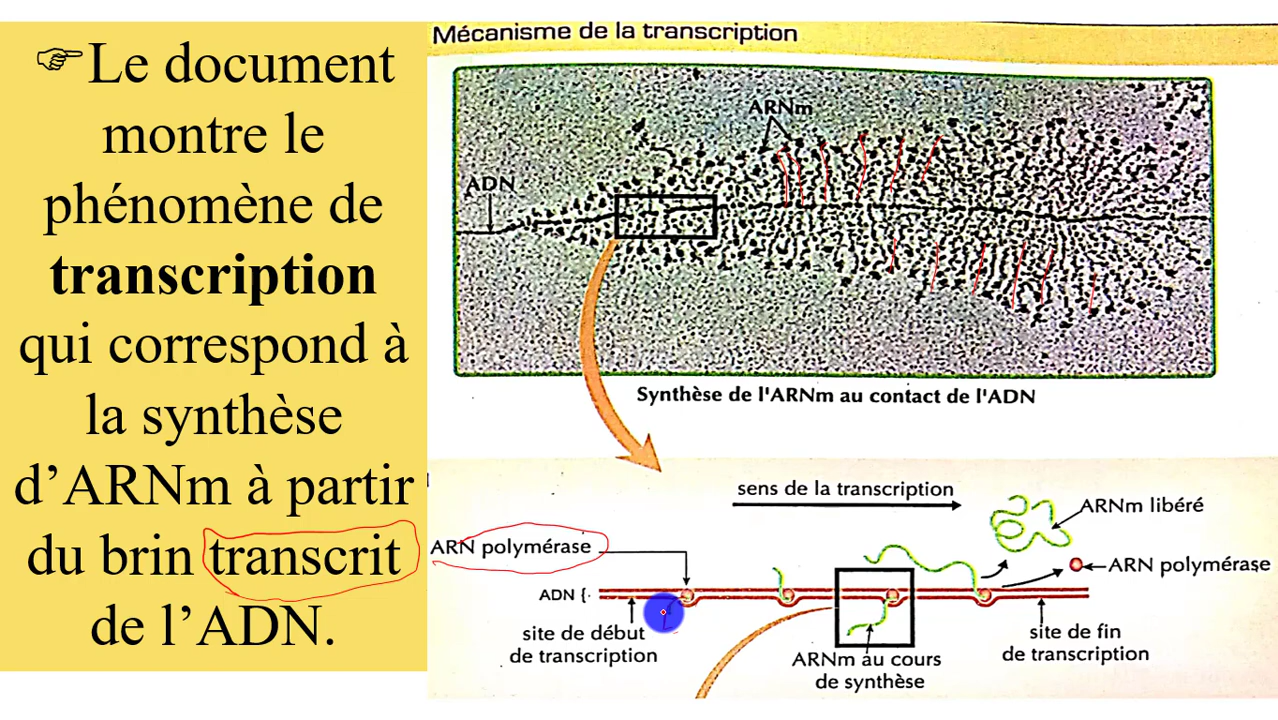 ☞Le document
montre le
phénomène de
transcription
qui correspond à
la synthèse
d’ARNm à partir
du brin transcrit
de l’ADN.
Mécanisme de la transcription
ARNm
ADN
Synthèse de l'ARNm au contact de l'ADN
sens de la transcription
ARNm libéré
ARN polymérase
ARN polymérase
ADN {
site de début
de transcription
ARNm au cours
de synthèse
site de fin
de transcription